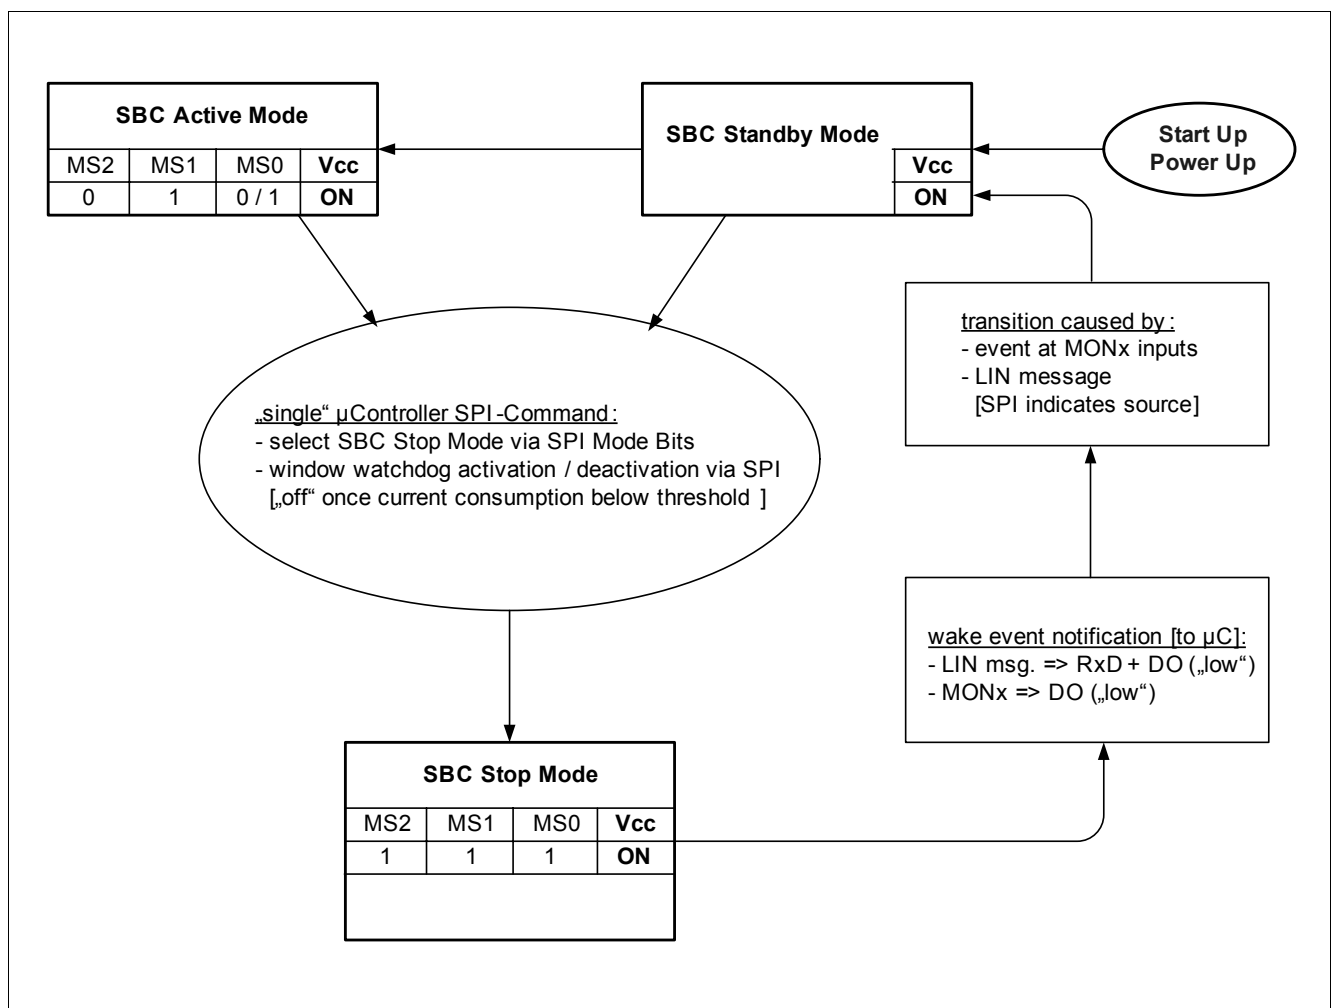 SBC Active Mode
MS2 MS1 MS0 Vcc
0 1 0 / 1 ON
SBC Standby Mode
Vcc
ON
Start Up
Power Up
transition caused by :
- event at MONx inputs
- LIN message
[SPI indicates source]
„single“ µController SPI -Command :
- select SBC Stop Mode via SPI Mode Bits
- window watchdog activation / deactivation via SPI
[„off“ once current consumption below threshold ]
wake event notification [to µC]:
- LIN msg. => RxD + DO („low“)
- MONx => DO („low“)
SBC Stop Mode
MS2 MS1 MS0 Vcc
1 1 1 ON